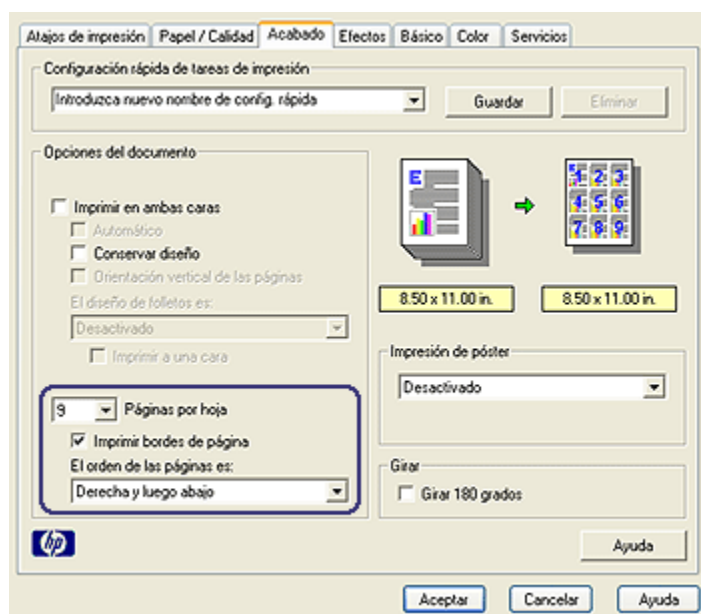 Atajos de impresión Papel / Calidad Acabado Efectos Básico Color Servicios
Configuración rápida de tareas de impresión
Introduzca nuevo nombre de config. rápida Guardar Eliminar
Opciones del documento
Imprimir en ambas caras
Automático
Conservar diseño
Orientación vertical de las páginas
El diseño de folletos es:
Desactivado
Imprimir a una cara
9 Páginas por hoja
Imprimir bordes de página
El orden de las páginas es:
Derecha y luego abajo
E
1 2 3
4 5 6
7 8 9
8.50 x 11.00 in. 8.50 x 11.00 in.
Impresión de póster
Desactivado
Girar
Girar 180 grados
hp Ayuda
Aceptar Cancelar Ayuda